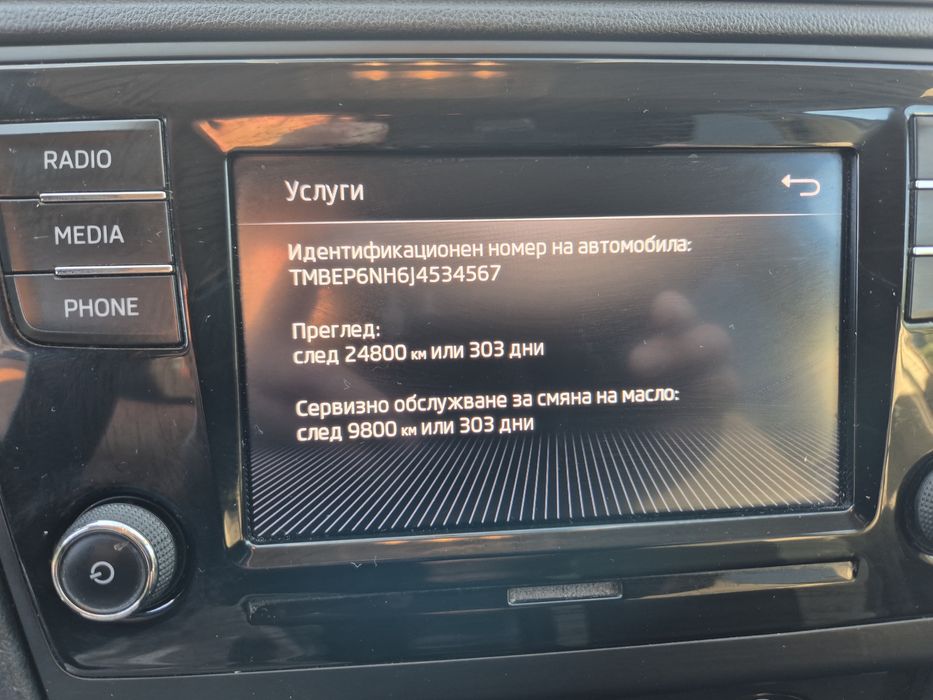 RADIO
MEDIA
PHONE
Услуги
Идентификационен номер на автомобила:
TMBEP6NH6J4534567
Преглед:
след 24800 км или 303 дни
Сервизно обслужване за смяна на масло:
след 9800 км или 303 дни